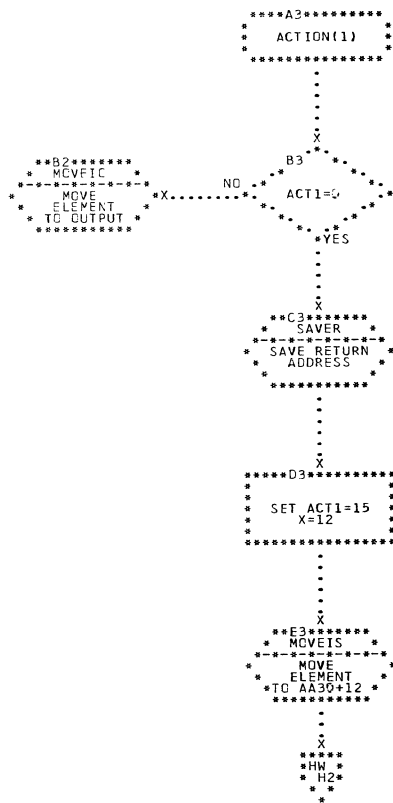 A3
ACTION(1)
B3
ACT1=0
NO
YES
B2
MOVEIC
MOVE
ELEMENT
TO OUTPUT
X
X
C3
SAVER
SAVE RETURN
ADDRESS
X
D3
SET ACT1=15
X=12
X
E3
MOVEIS
MOVE
ELEMENT
TO AA30+12
X
X
HW
H2